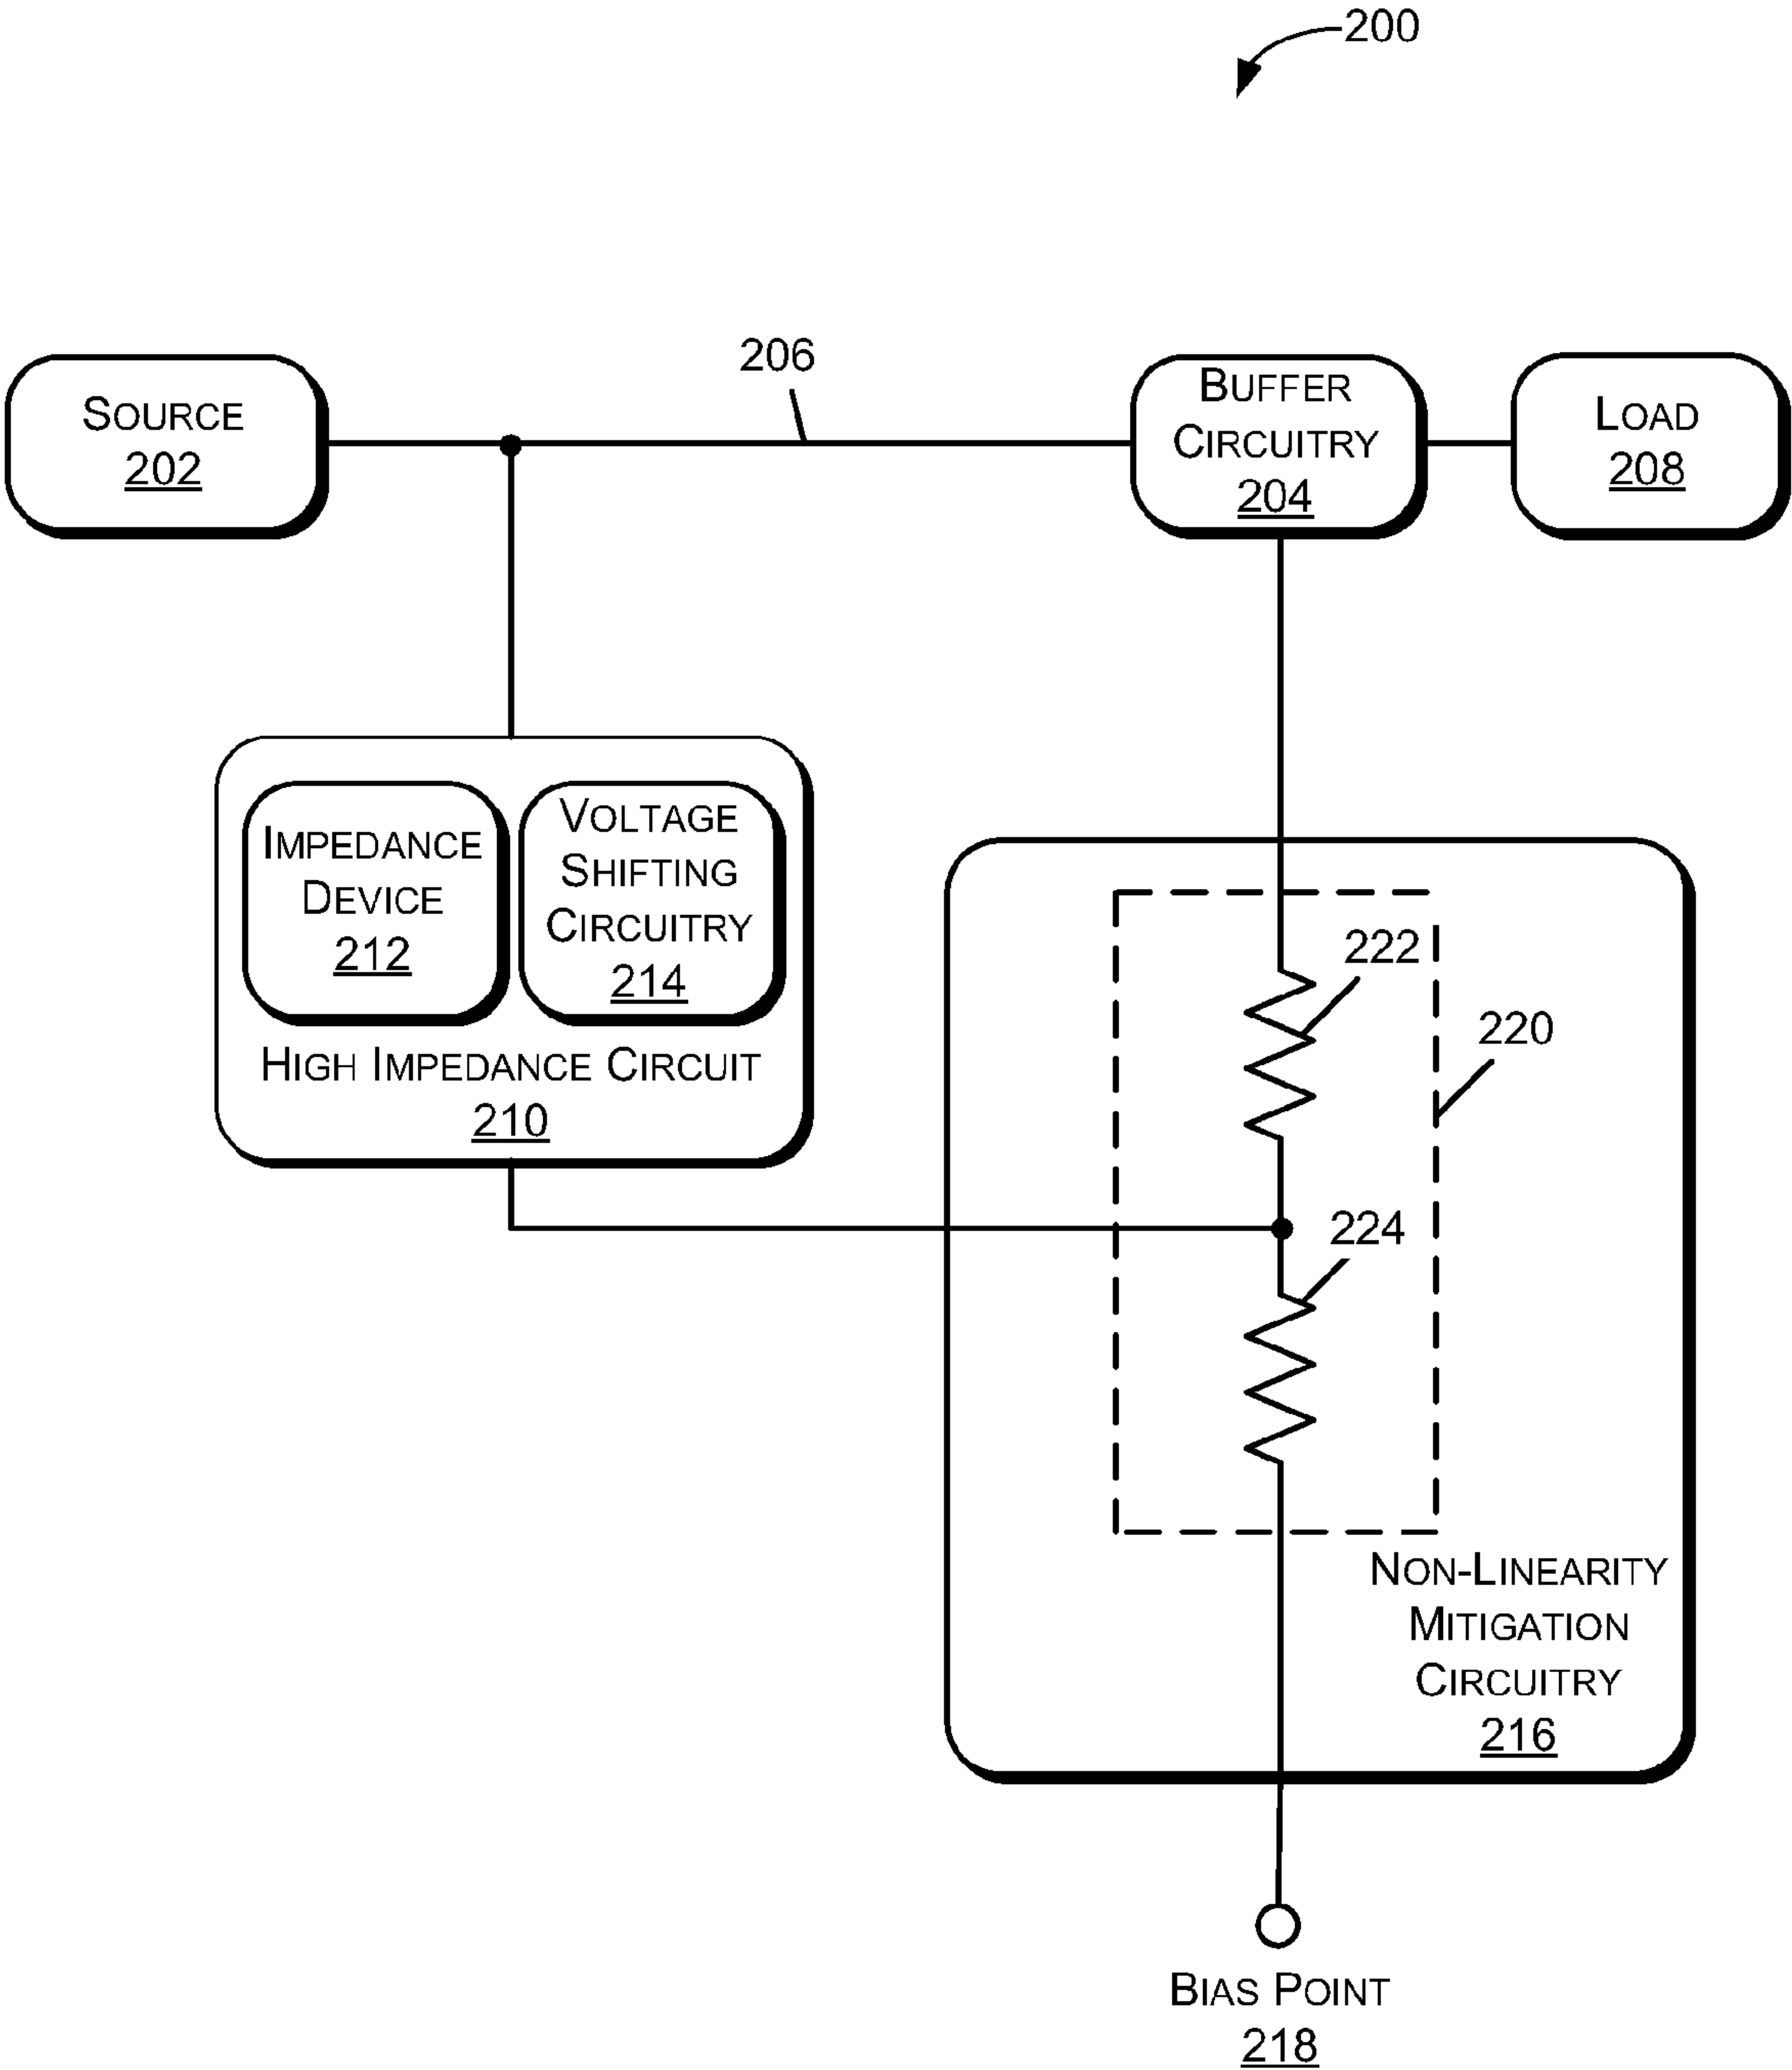 200
206
SOURCE
202
BUFFER
CIRCUITRY
204
LOAD
208
IMPEDANCE
DEVICE
212
VOLTAGE
SHIFTING
CIRCUITRY
214
HIGH IMPEDANCE CIRCUIT
210
222
220
224
NON-LINEARITY
MITIGATION
CIRCUITRY
216
BIAS POINT
218